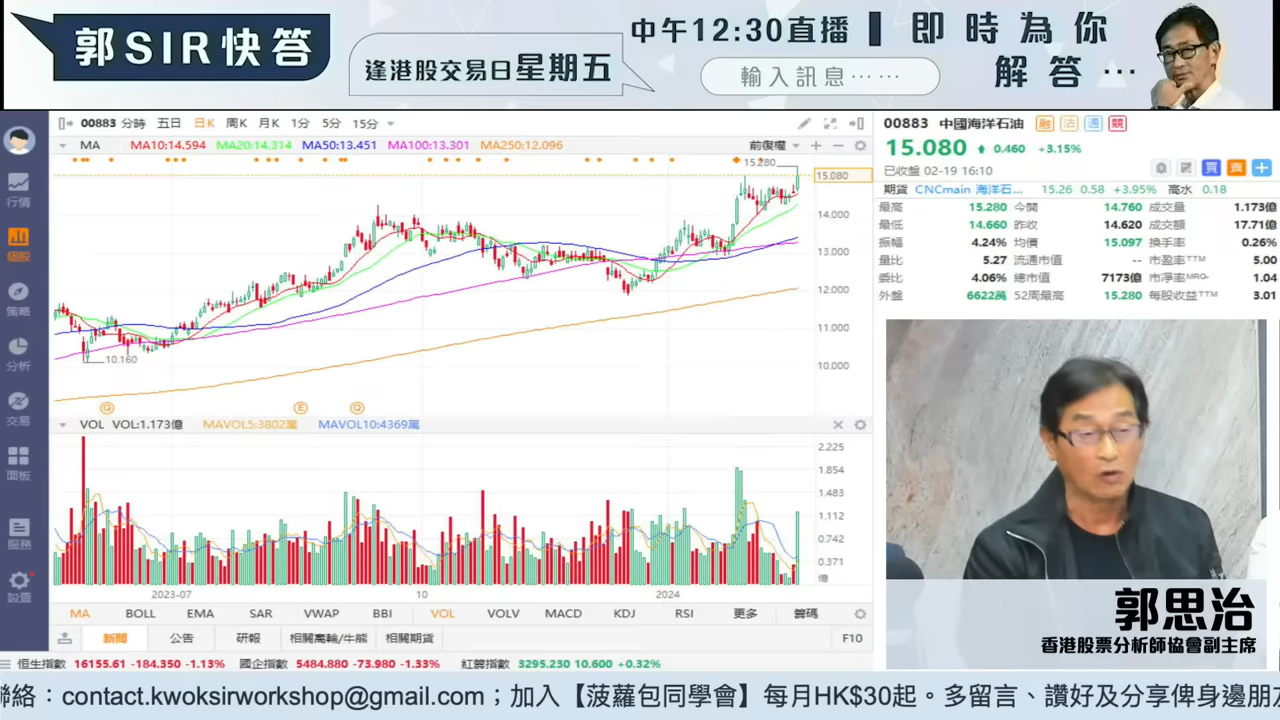 郭SIR快答
逢港股交易日星期五
中午12:30直播
即時為你
解答…
輸入訊息……
00883 分時 五日 日K 周K 月K 1分 5分 15分
MA MA10:14.594 MA20:14.314 MA50:13.451 MA100:13.301 MA250:12.096 前復權
15.280
15.080
14.000
13.000
12.000
11.000
10.000
10.160
Q E Q
VOL VOL:1.173億 MAVOL5:3802萬 MAVOL10:4369萬
2.225
1.854
1.483
1.112
0.742
0.371
億
2023-07 10 2024
MA BOLL EMA SAR VWAP BBI VOL VOLV MACD KDJ RSI 更多 籌碼
新聞 公告 研報 相關窩輪/牛熊 相關期貨 F10
行情
個股
策略
分析
交易
面板
服務
設置
00883 中國海洋石油 融 沽 通 競
15.080 0.460 +3.15%
已收盤 02-19 16:10
買 賣
期貨 CNCmain 海洋石... 15.26 0.58 +3.95% 高水 0.18
最高 15.280 今開 14.760 成交量 1.173億
最低 14.660 昨收 14.620 成交額 17.71億
振幅 4.24% 均價 15.097 換手率 0.26%
量比 5.27 流通市值 -- 市盈率TTM 5.00
委比 4.06% 總市值 7173億 市淨率MRQ 1.04
外盤 6622萬 52周最高 15.280 每股收益TTM 3.01
郭思治
香港股票分析師協會副主席
恒生指數 16155.61 -184.350 -1.13% 國企指數 5484.880 -73.980 -1.33% 紅籌指數 3295.230 10.600 +0.32%
聯絡：contact.kwoksirworkshop@gmail.com；加入【菠蘿包同學會】每月HK$30起。多留言、讚好及分享俾身邊朋友